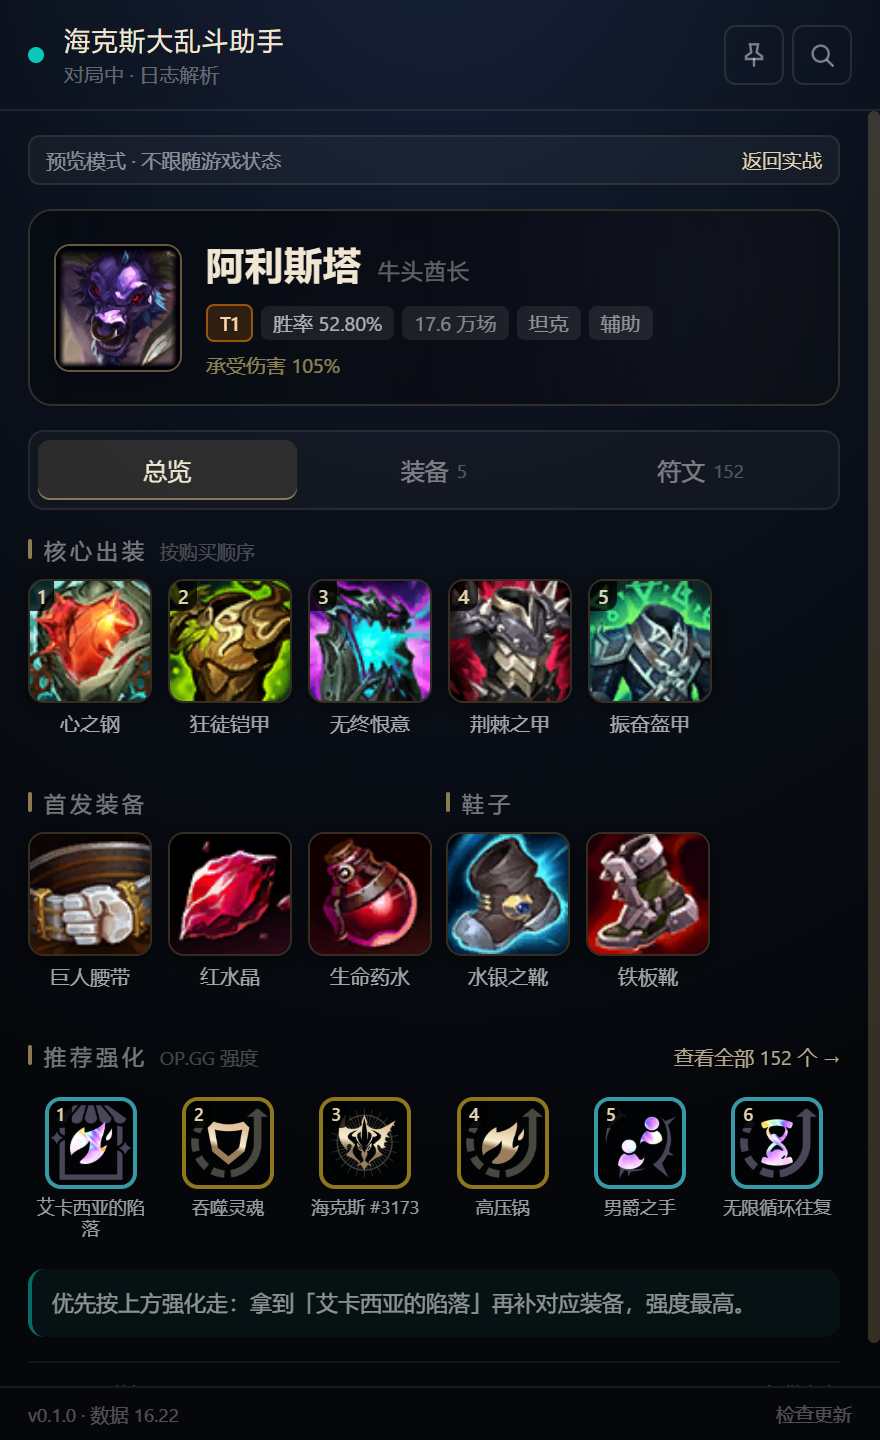 海克斯大乱斗助手
对局中 · 日志解析
预览模式 · 不跟随游戏状态 返回实战
阿利斯塔 牛头酋长
T1 胜率 52.80% 17.6 万场 坦克 辅助
承受伤害 105%
总览 装备 5 符文 152
核心出装 按购买顺序
1 2 3 4 5
心之钢 狂徒铠甲 无终恨意 荆棘之甲 振奋盔甲
首发装备 鞋子
巨人腰带 红水晶 生命药水 水银之靴 铁板靴
推荐强化 OP.GG 强度 查看全部 152 个 →
1 2 3 4 5 6
艾卡西亚的陷落 吞噬灵魂 海克斯 #3173 高压锅 男爵之手 无限循环往复
优先按上方强化走：拿到「艾卡西亚的陷落」再补对应装备，强度最高。
v0.1.0 · 数据 16.22 检查更新